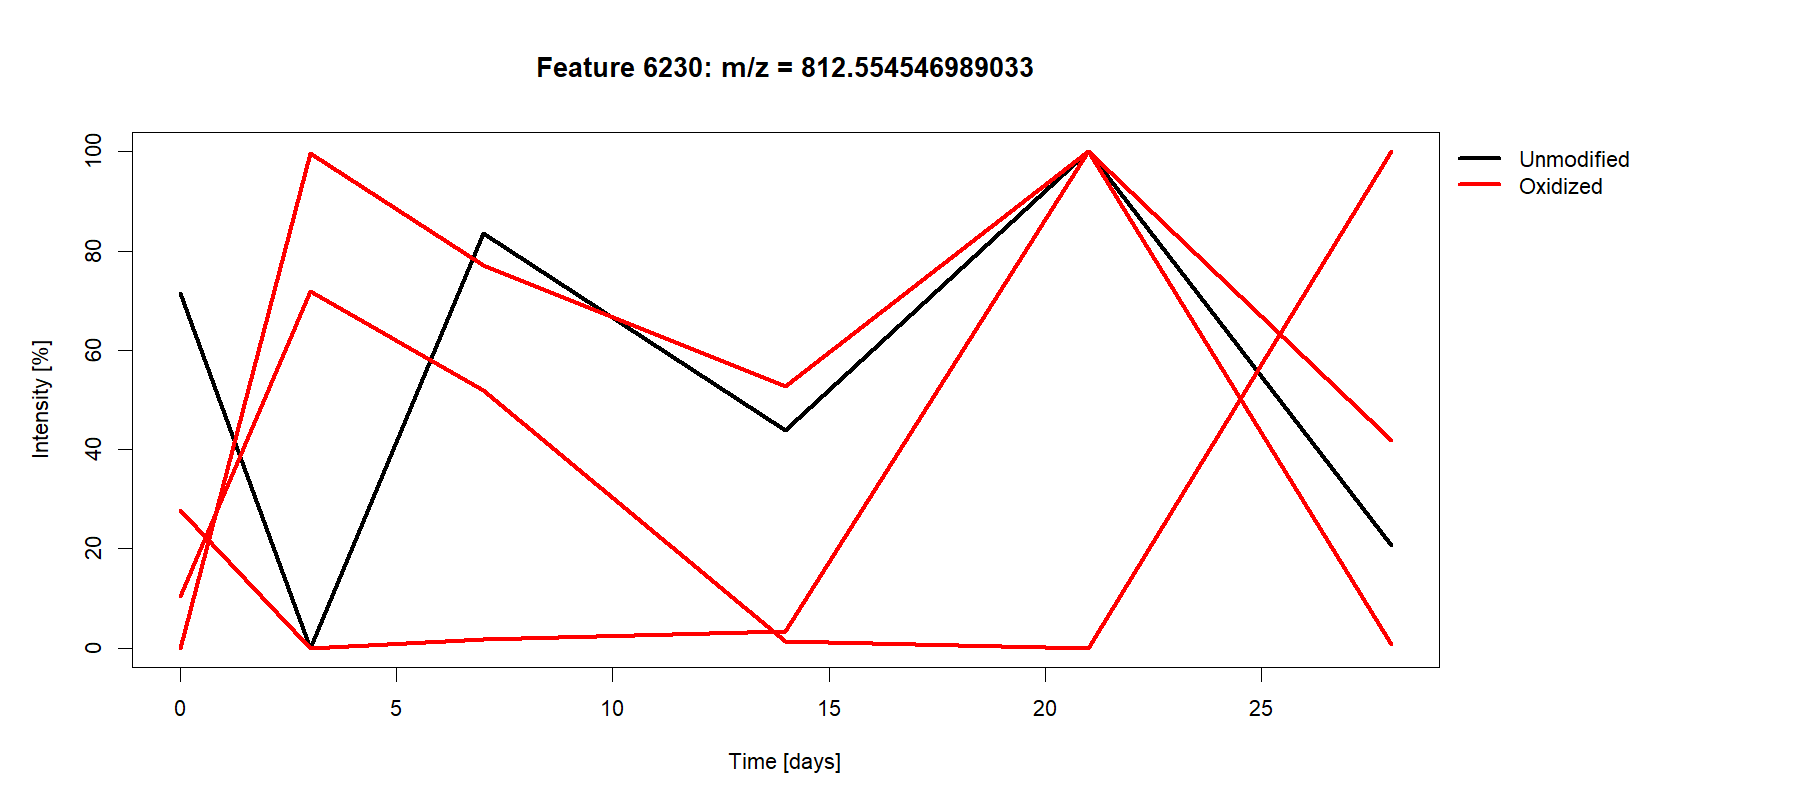 Feature 6230: m/z = 812.554546989033
Unmodified
Oxidized
Intensity [%]
100
80
60
40
20
0
0 5 10 15 20 25
Time [days]